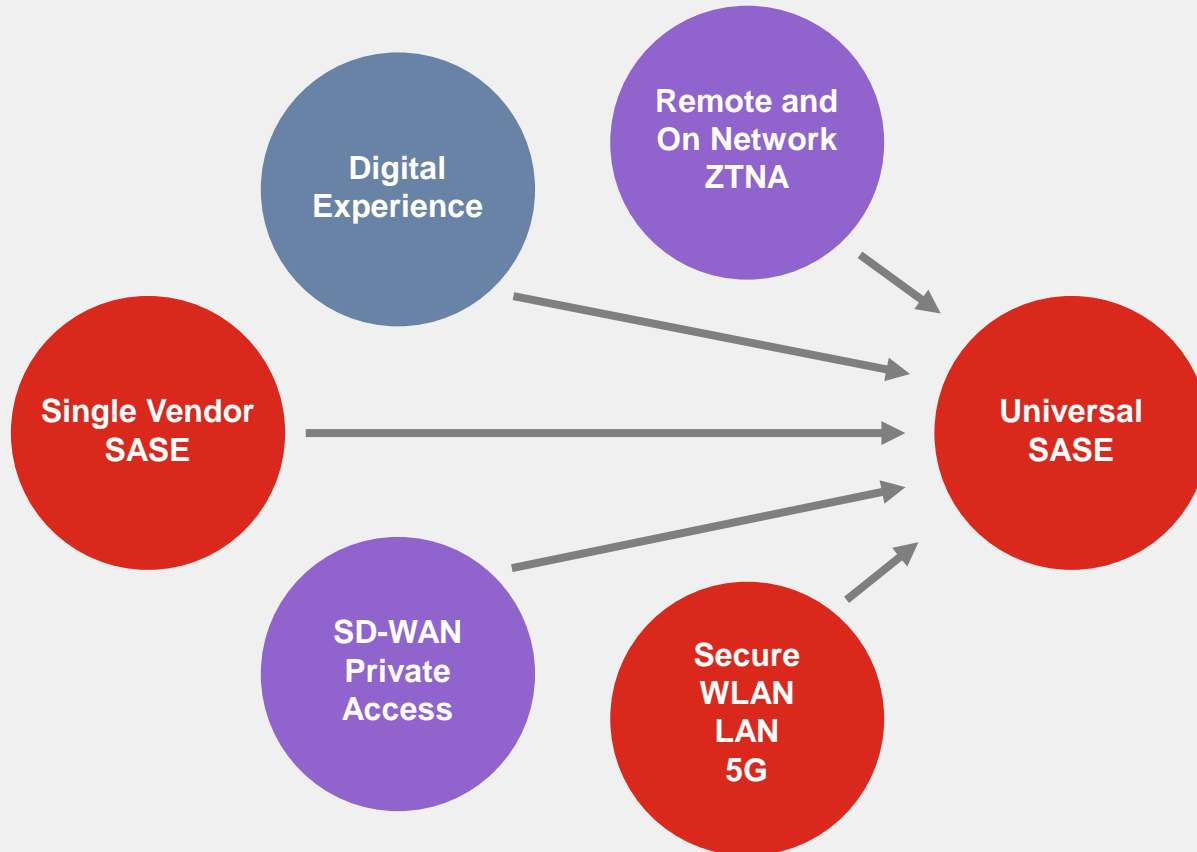 Remote and
On Network
ZTNA
Digital
Experience
Single Vendor
SASE
Universal
SASE
SD-WAN
Private
Access
Secure
WLAN
LAN
5G